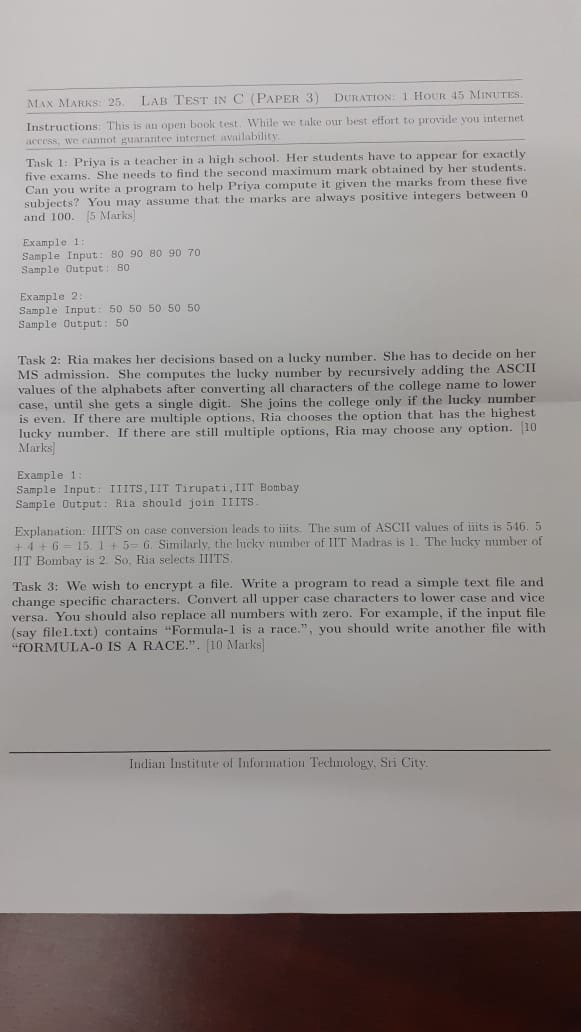 MAX MARKS: 25. LAB TEST IN C (PAPER 3) DURATION: 1 HOUR 45 MINUTES.
Instructions: This is an open book test. While we take our best effort to provide you internet
access, we cannot guarantee internet availability.
Task 1: Priya is a teacher in a high school. Her students have to appear for exactly
five exams. She needs to find the second maximum mark obtained by her students.
Can you write a program to help Priya compute it given the marks from these five
subjects? You may assume that the marks are always positive integers between 0
and 100. [5 Marks]
Example 1:
Sample Input: 80 90 80 90 70
Sample Output: 80
Example 2:
Sample Input: 50 50 50 50 50
Sample Output: 50
Task 2: Ria makes her decisions based on a lucky number. She has to decide on her
MS admission. She computes the lucky number by recursively adding the ASCII
values of the alphabets after converting all characters of the college name to lower
case, until she gets a single digit. She joins the college only if the lucky number
is even. If there are multiple options, Ria chooses the option that has the highest
lucky number. If there are still multiple options, Ria may choose any option. [10
Marks]
Example 1:
Sample Input: IIITS,IIT Tirupati,IIT Bombay
Sample Output: Ria should join IIITS.
Explanation: IIITS on case conversion leads to iiits. The sum of ASCII values of iiits is 546. 5
+ 4 + 6 = 15. 1 + 5= 6. Similarly, the lucky number of IIT Madras is 1. The lucky number of
IIT Bombay is 2. So, Ria selects IIITS.
Task 3: We wish to encrypt a file. Write a program to read a simple text file and
change specific characters. Convert all upper case characters to lower case and vice
versa. You should also replace all numbers with zero. For example, if the input file
(say file1.txt) contains “Formula-1 is a race.”, you should write another file with
“fORMULA-0 IS A RACE.”. [10 Marks]
Indian Institute of Information Technology, Sri City.